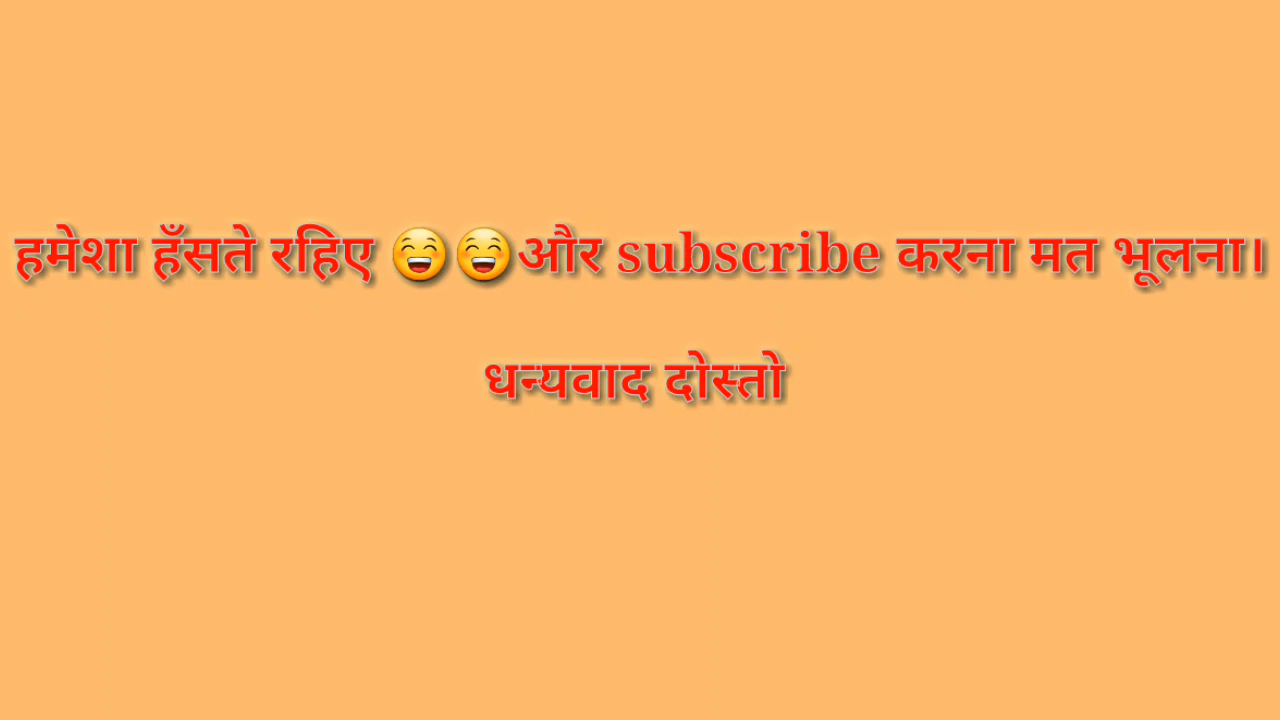 हमेशा हँसते रहिए 😁😁और subscribe करना मत भूलना।
धन्यवाद दोस्तो